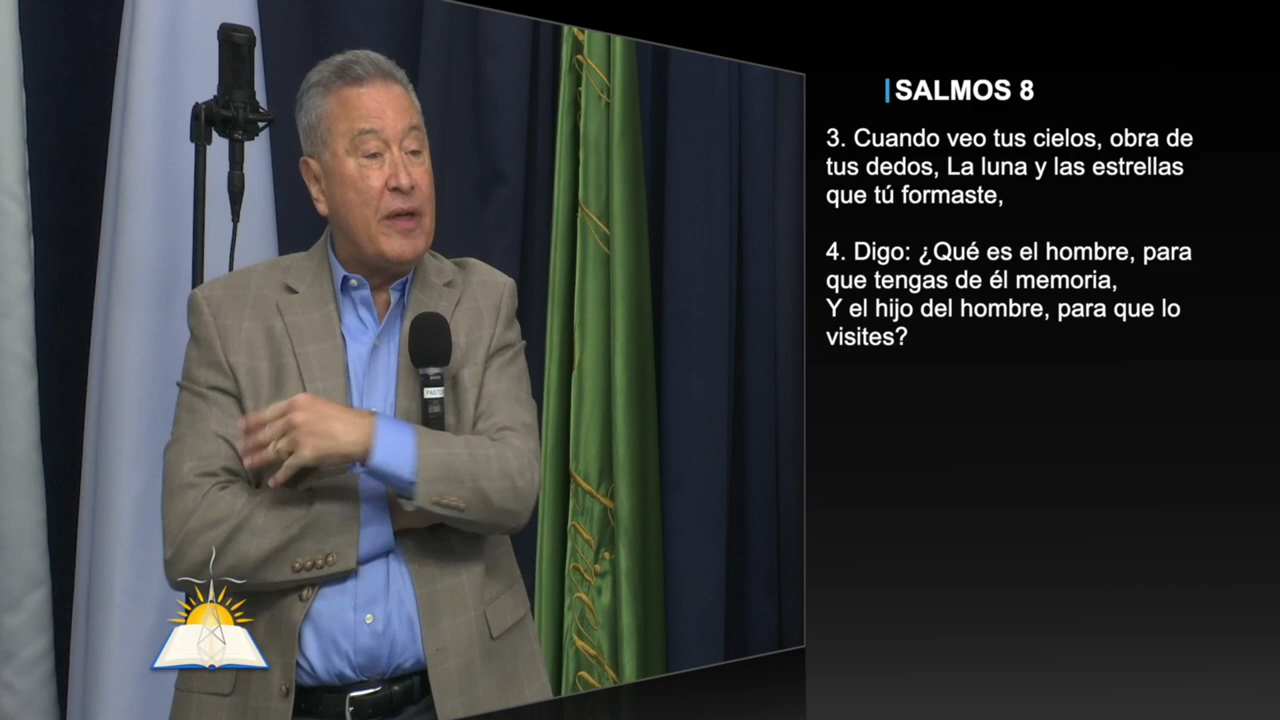 SALMOS 8
3. Cuando veo tus cielos, obra de
tus dedos, La luna y las estrellas
que tú formaste,
4. Digo: ¿Qué es el hombre, para
que tengas de él memoria,
Y el hijo del hombre, para que lo
visites?